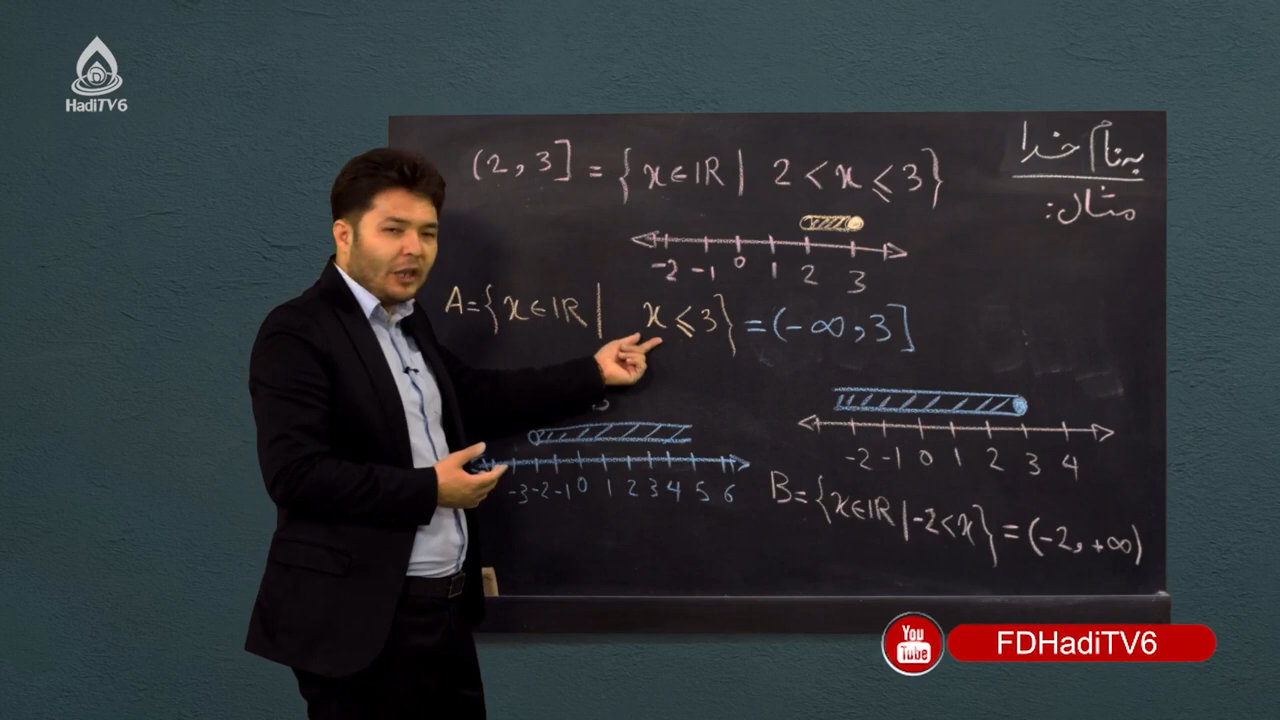 HadiTV6
به نام خدا
مثال:
(2,3] = {x∈IR | 2 < x ⩽ 3}
-2 -1 0 1 2 3
A={x∈IR | x⩽3} = (-∞,3]
-2 -1 0 1 2 3 4
-3 -2 -1 0 1 2 3 4 5 6
B={x∈IR | -2<x} = (-2, +∞)
You
Tube
FDHadiTV6